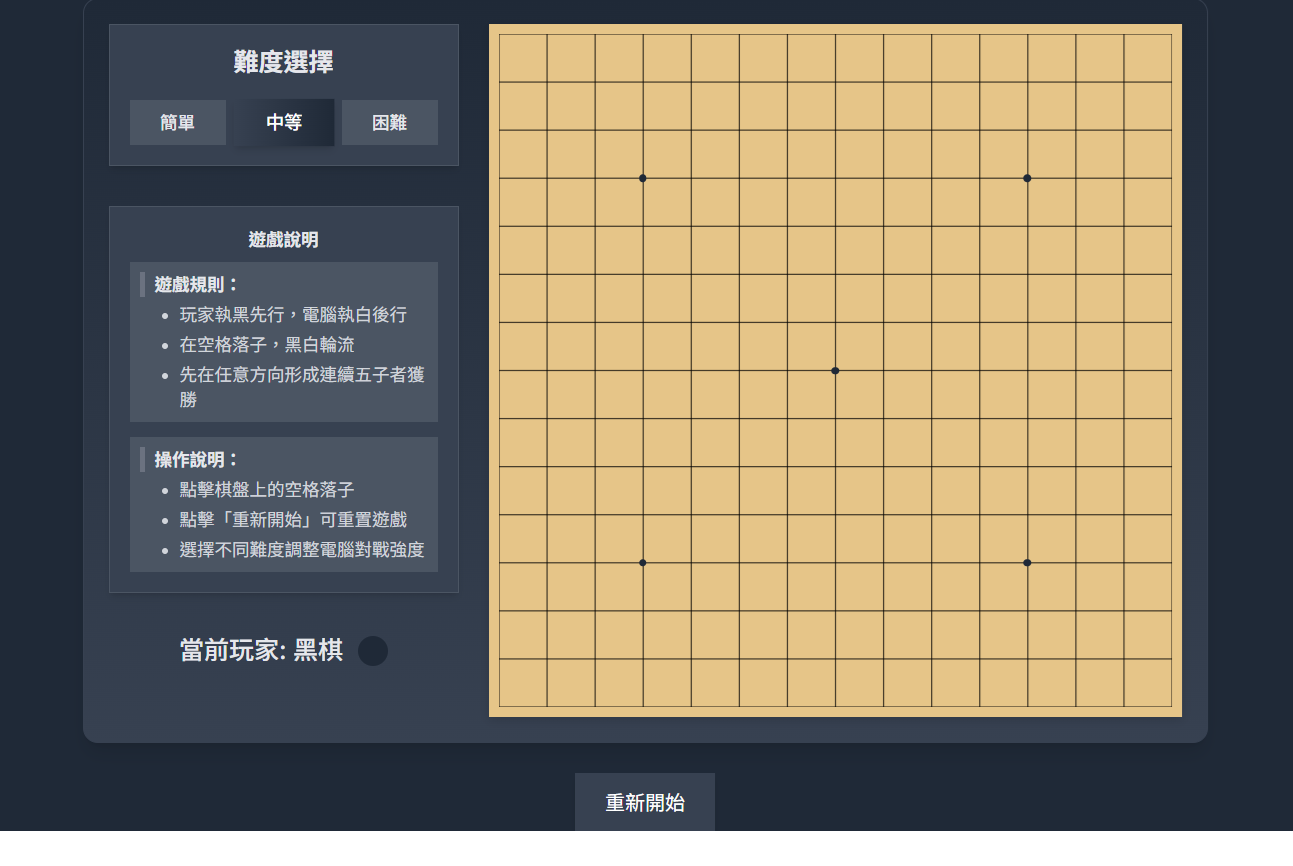 難度選擇
簡單
中等
困難
遊戲說明
遊戲規則：
玩家執黑先行，電腦執白後行
在空格落子，黑白輪流
先在任意方向形成連續五子者獲
勝
操作說明：
點擊棋盤上的空格落子
點擊「重新開始」可重置遊戲
選擇不同難度調整電腦對戰強度
當前玩家: 黑棋
重新開始